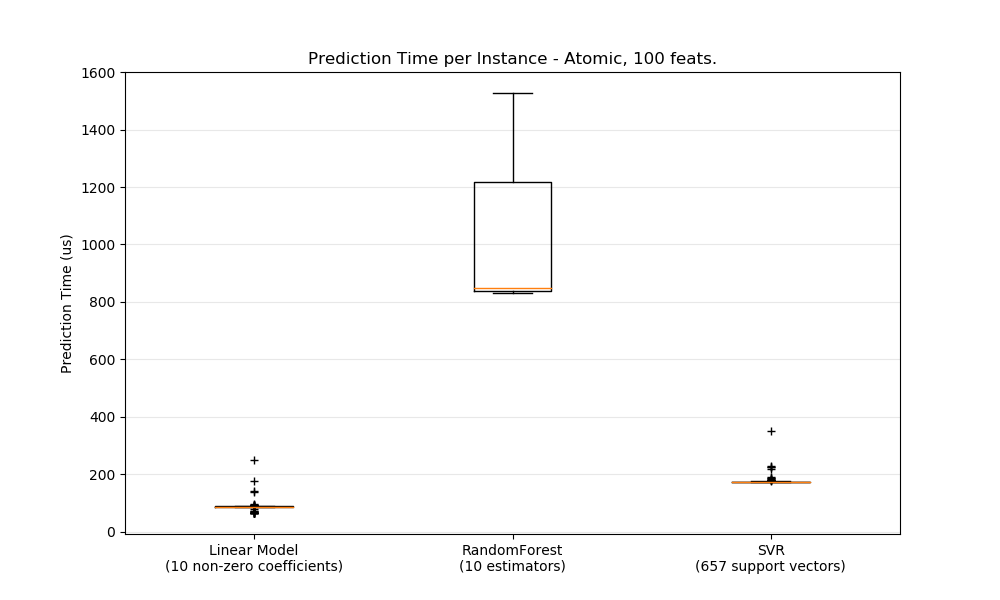 Prediction Time per Instance - Atomic, 100 feats.
Prediction Time (us)
1600
1400
1200
1000
800
600
400
200
0
Linear Model
(10 non-zero coefficients)
RandomForest
(10 estimators)
SVR
(657 support vectors)